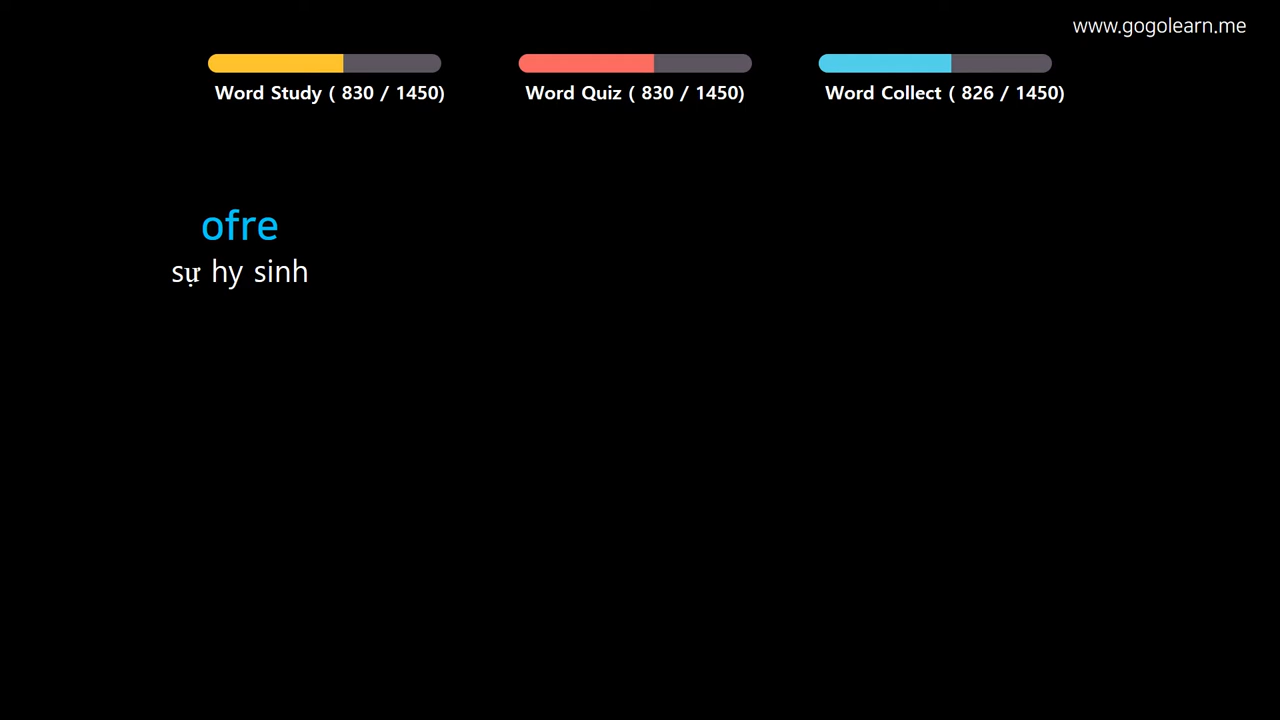 www.gogolearn.me
Word Study ( 830 / 1450)
Word Quiz ( 830 / 1450)
Word Collect ( 826 / 1450)
ofre
sự hy sinh